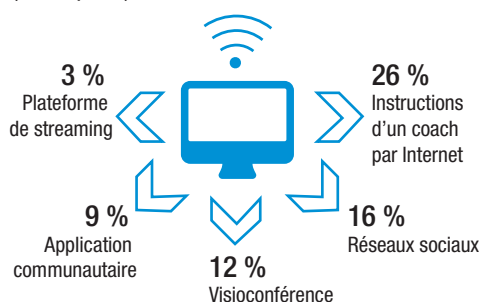 3 %
Plateforme
de streaming
26 %
Instructions
d'un coach
par Internet
9 %
Application
communautaire
12 %
Visioconférence
16 %
Réseaux sociaux